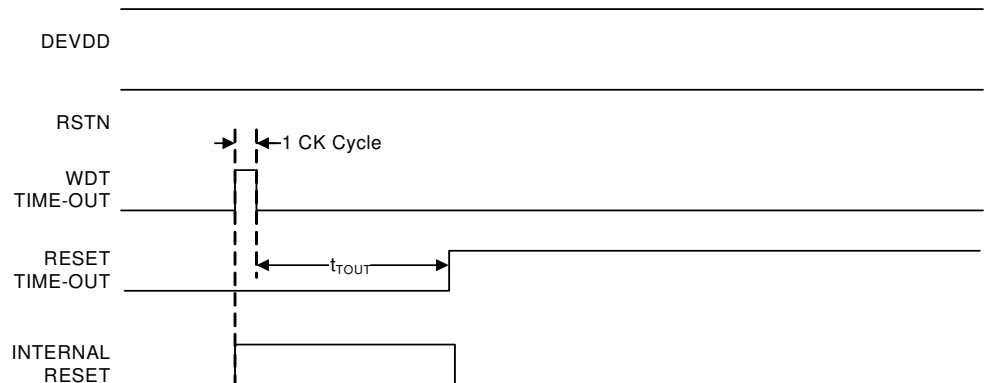 DEVDD
RSTN
1 CK Cycle
WDT
TIME-OUT
RESET
TIME-OUT
tTOUT
INTERNAL
RESET